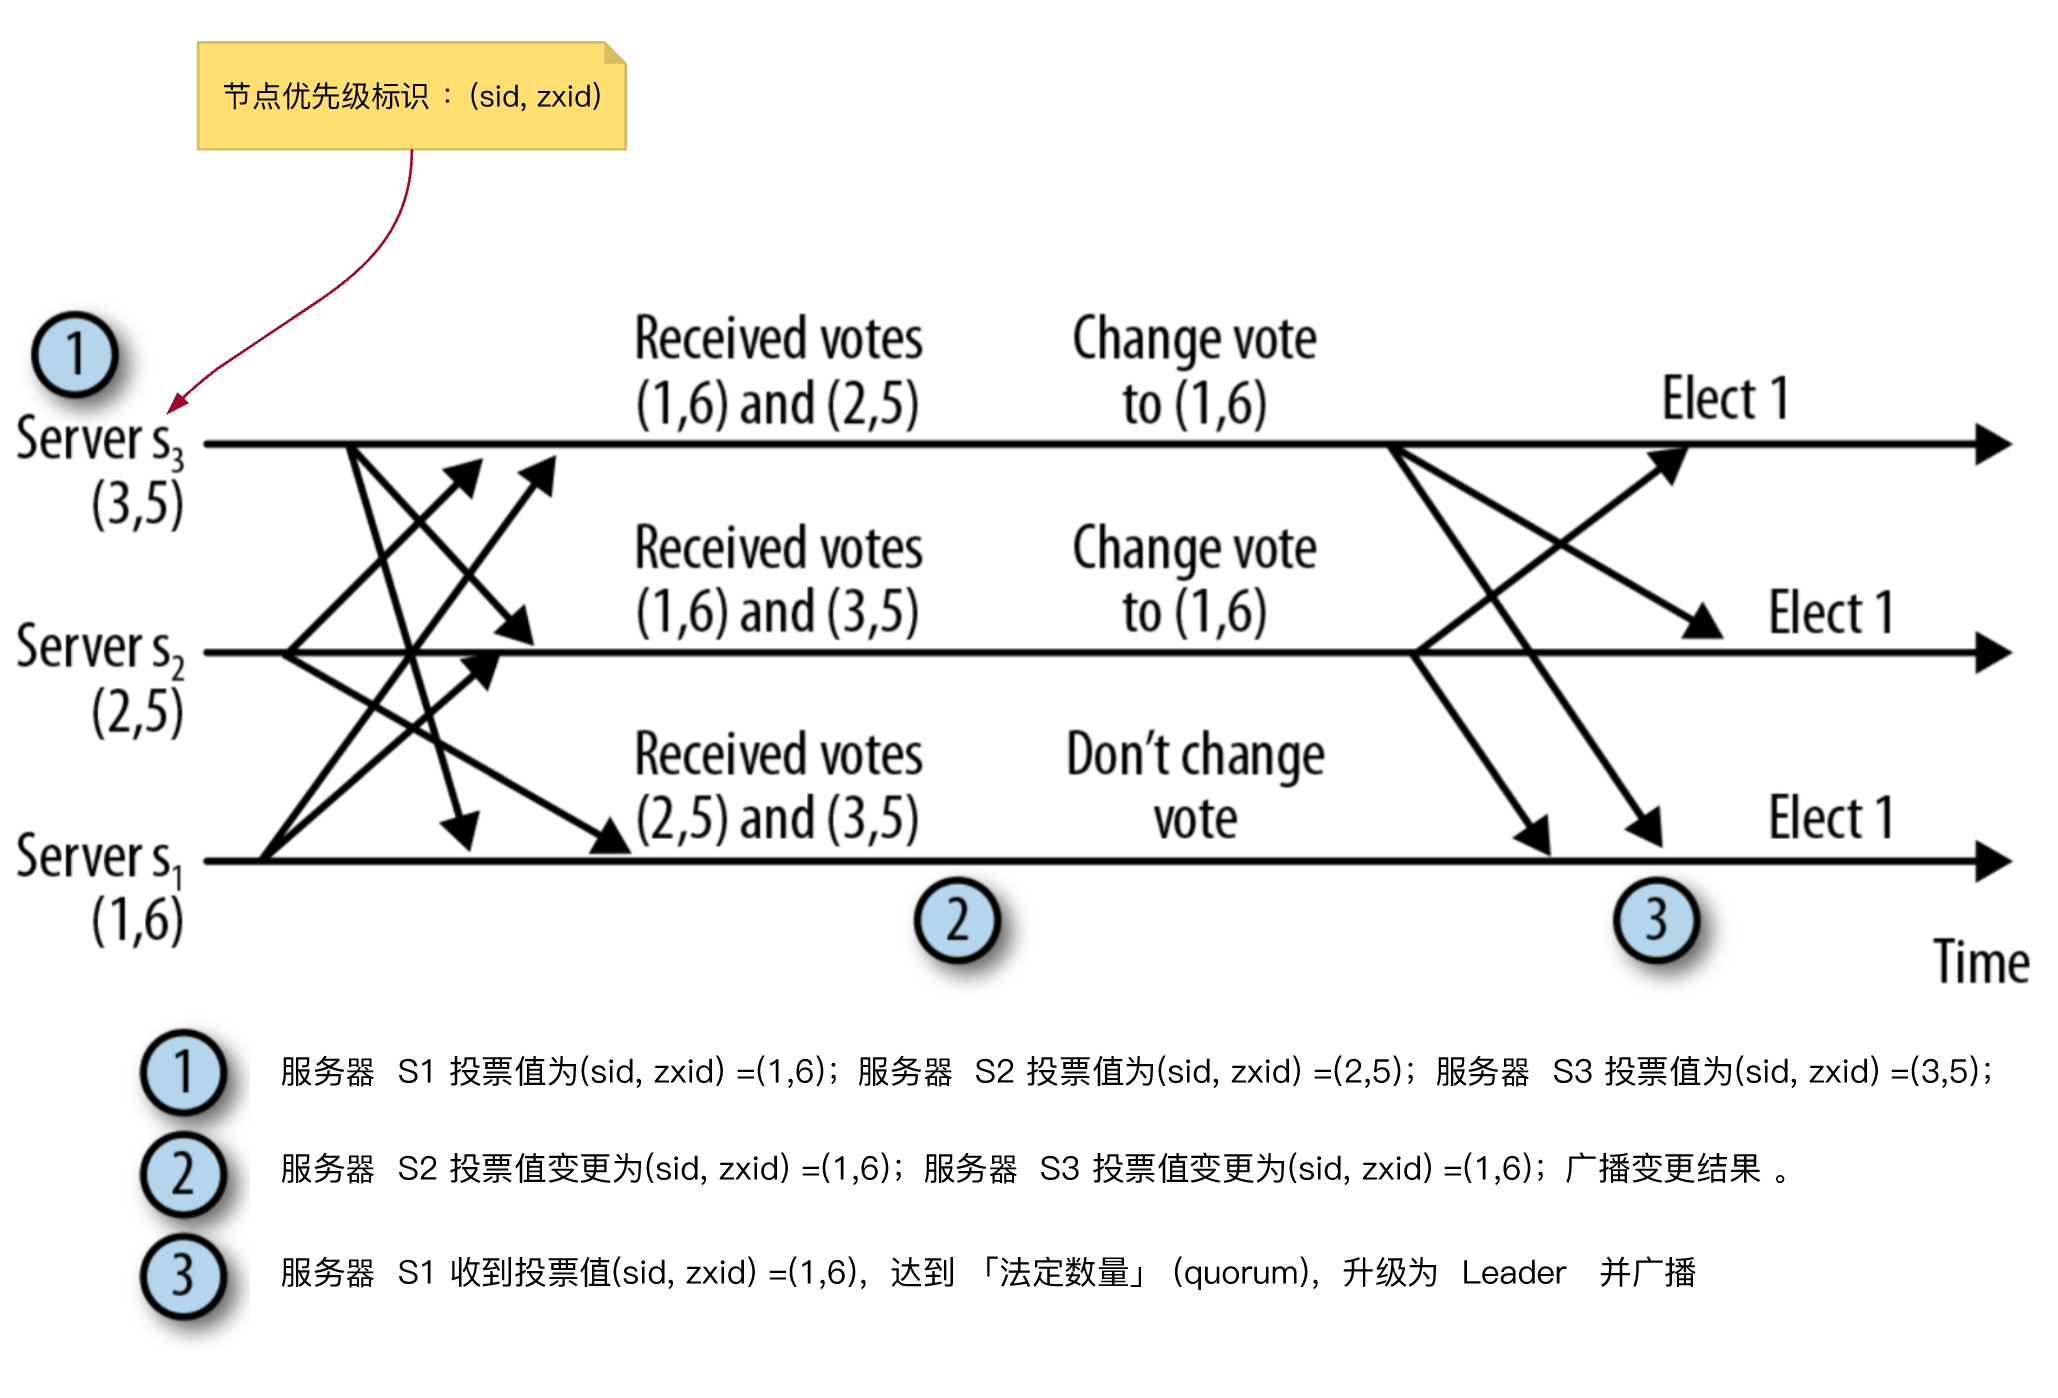 节点优先级标识：(sid, zxid)
1
Received votes
(1,6) and (2,5)
Change vote
to (1,6)
Elect 1
Server s3
(3,5)
Received votes
(1,6) and (3,5)
Change vote
to (1,6)
Elect 1
Server s2
(2,5)
Received votes
(2,5) and (3,5)
Don’t change
vote
Elect 1
Server s1
(1,6)
2
3
Time
1 服务器 S1 投票值为(sid, zxid) =(1,6)；服务器 S2 投票值为(sid, zxid) =(2,5)；服务器 S3 投票值为(sid, zxid) =(3,5)；
2 服务器 S2 投票值变更为(sid, zxid) =(1,6)；服务器 S3 投票值变更为(sid, zxid) =(1,6)；广播变更结果。
3 服务器 S1 收到投票值(sid, zxid) =(1,6)，达到「法定数量」(quorum)，升级为 Leader 并广播